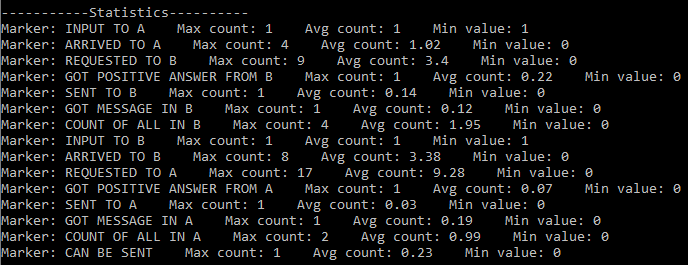 -----------Statistics----------
Marker: INPUT TO A    Max count: 1    Avg count: 1    Min value: 1
Marker: ARRIVED TO A    Max count: 4    Avg count: 1.02    Min value: 0
Marker: REQUESTED TO B    Max count: 9    Avg count: 3.4    Min value: 0
Marker: GOT POSITIVE ANSWER FROM B    Max count: 1    Avg count: 0.22    Min value: 0
Marker: SENT TO B    Max count: 1    Avg count: 0.14    Min value: 0
Marker: GOT MESSAGE IN B    Max count: 1    Avg count: 0.12    Min value: 0
Marker: COUNT OF ALL IN B    Max count: 4    Avg count: 1.95    Min value: 0
Marker: INPUT TO B    Max count: 1    Avg count: 1    Min value: 1
Marker: ARRIVED TO B    Max count: 8    Avg count: 3.38    Min value: 0
Marker: REQUESTED TO A    Max count: 17    Avg count: 9.28    Min value: 0
Marker: GOT POSITIVE ANSWER FROM A    Max count: 1    Avg count: 0.07    Min value: 0
Marker: SENT TO A    Max count: 1    Avg count: 0.03    Min value: 0
Marker: GOT MESSAGE IN A    Max count: 1    Avg count: 0.19    Min value: 0
Marker: COUNT OF ALL IN A    Max count: 2    Avg count: 0.99    Min value: 0
Marker: CAN BE SENT    Max count: 1    Avg count: 0.23    Min value: 0